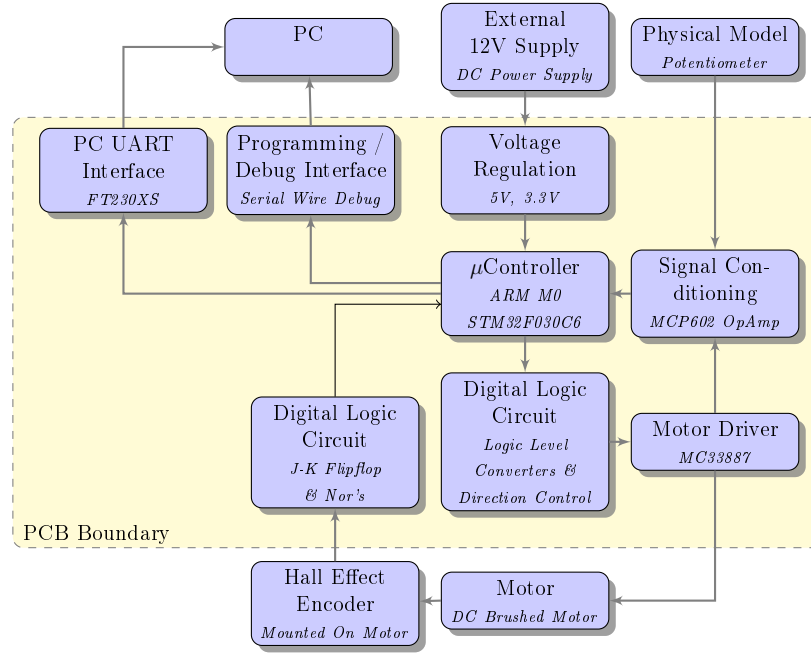 PC
External
12V Supply
DC Power Supply
Physical Model
Potentiometer
PC UART
Interface
FT230XS
Programming /
Debug Interface
Serial Wire Debug
Voltage
Regulation
5V, 3.3V
μController
ARM M0
STM32F030C6
Signal Con-
ditioning
MCP602 OpAmp
Digital Logic
Circuit
J-K Flipflop
& Nor's
Digital Logic
Circuit
Logic Level
Converters &
Direction Control
Motor Driver
MC33887
PCB Boundary
Hall Effect
Encoder
Mounted On Motor
Motor
DC Brushed Motor